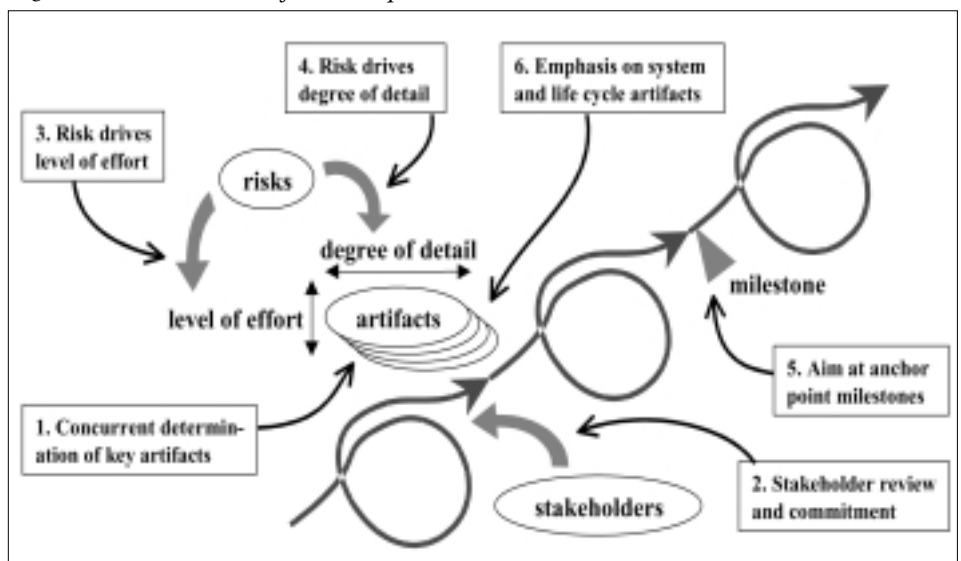 4. Risk drives
degree of detail
6. Emphasis on system
and life cycle artifacts
3. Risk drives
level of effort
risks
degree of detail
milestone
level of effort
artifacts
5. Aim at anchor
point milestones
1. Concurrent determin-
ation of key artifacts
stakeholders
2. Stakeholder review
and commitment